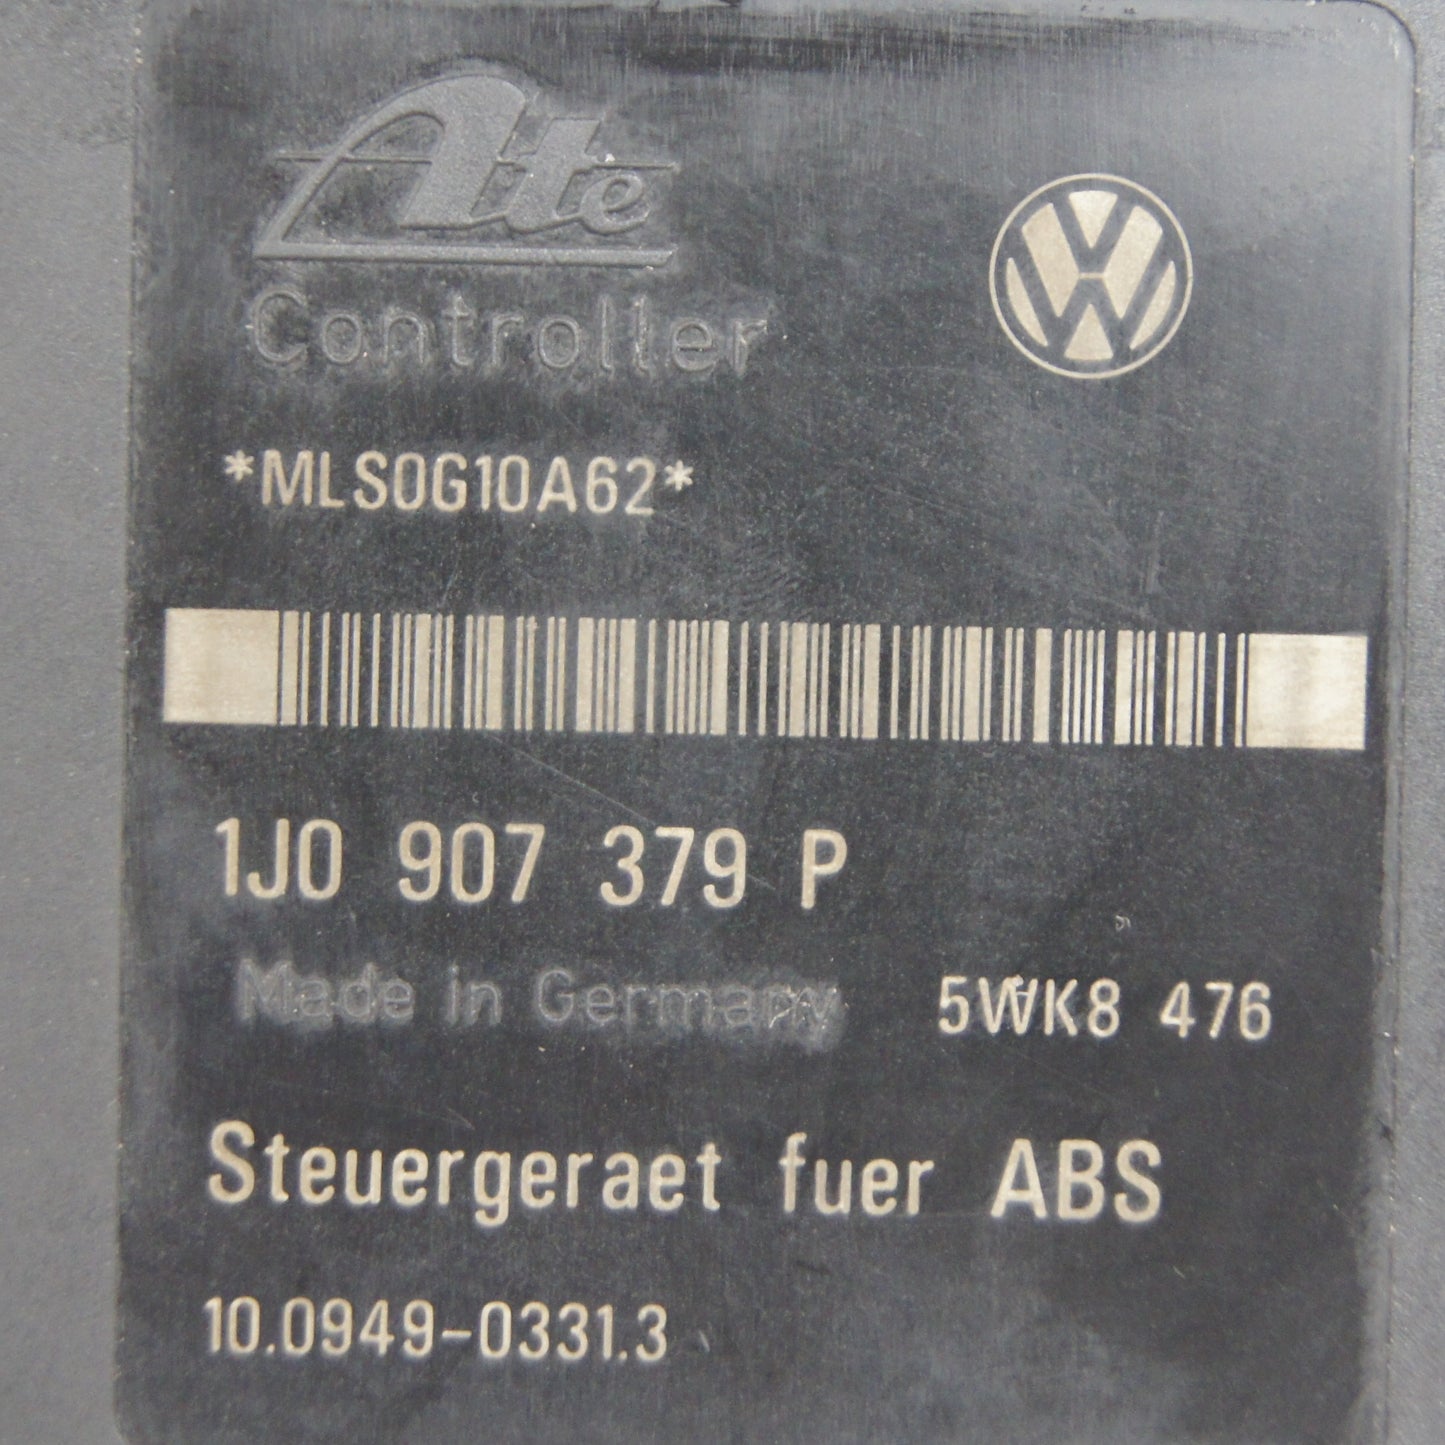 Ate
Controller
*MLS0G10A62*
1J0 907 379 P
Made in Germany
5WK8 476
Steuergeraet fuer ABS
10.0949-0331.3